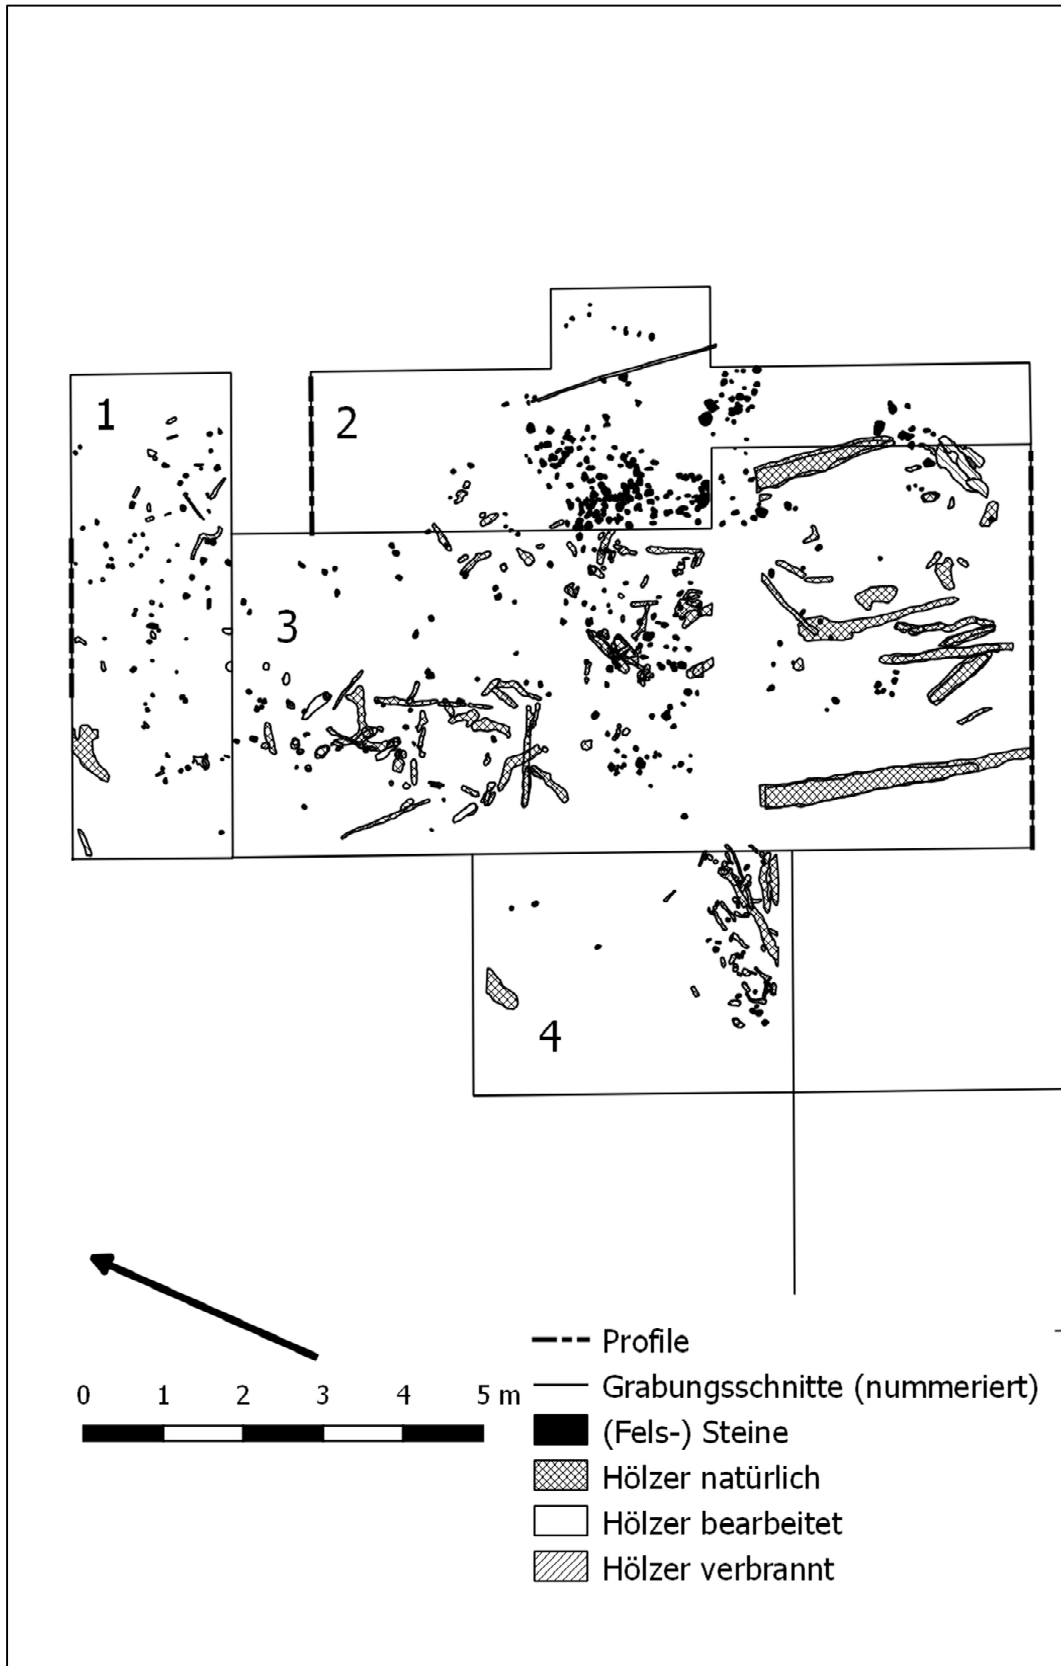 1
2
3
4
0 1 2 3 4 5 m
Profile
Grabungsschnitte (nummeriert)
(Fels-) Steine
Hölzer natürlich
Hölzer bearbeitet
Hölzer verbrannt